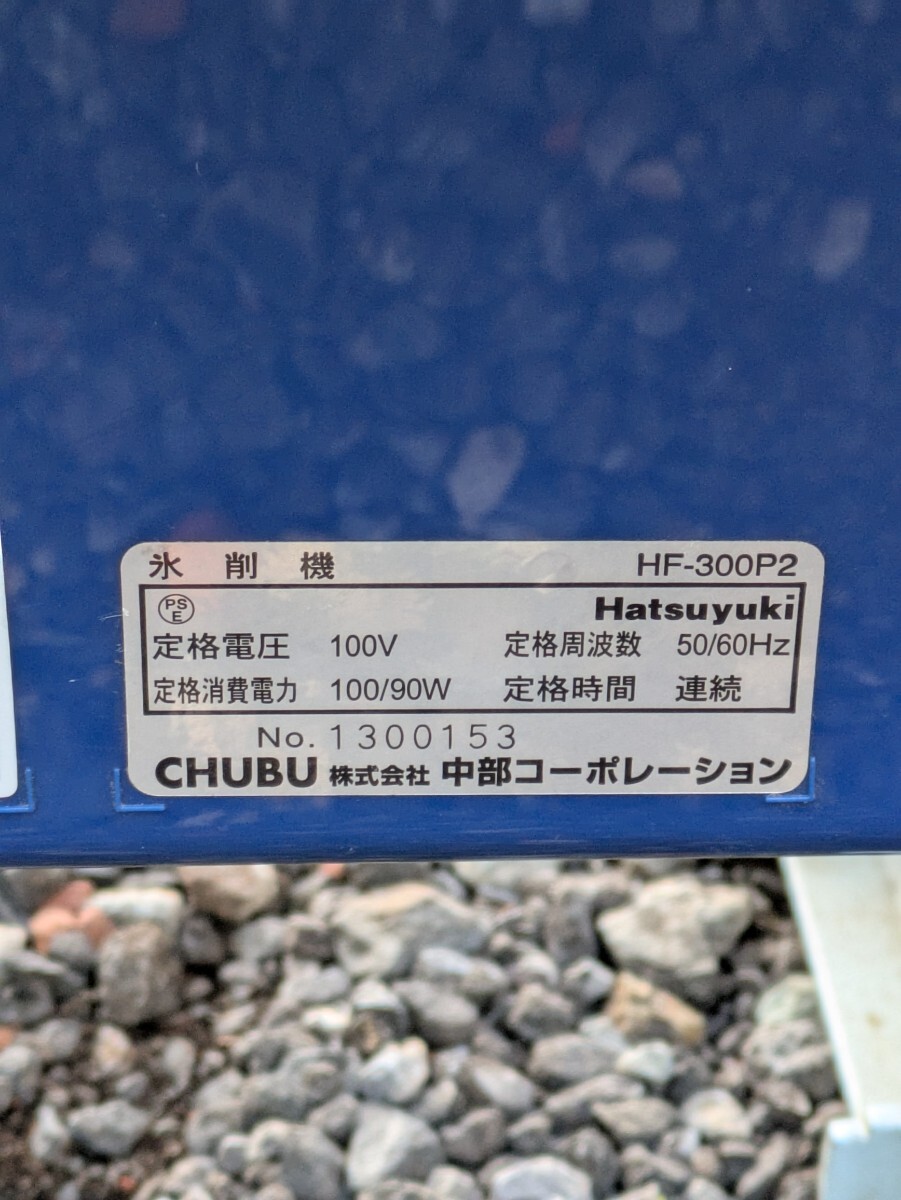 氷削機 HF-300P2
PSE Hatsuyuki
定格電圧 100V 定格周波数 50/60Hz
定格消費電力 100/90W 定格時間 連続
No. 1300153
CHUBU 株式会社 中部コーポレーション